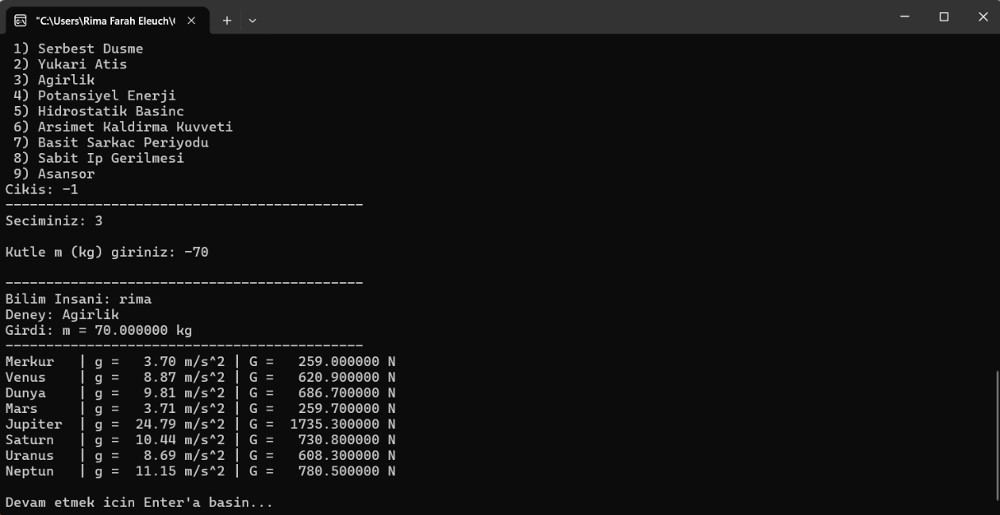 "C:\Users\Rima Farah Eleuch\
1) Serbest Dusme
2) Yukari Atis
3) Agirlik
4) Potansiyel Enerji
5) Hidrostatik Basinc
6) Arsimet Kaldirma Kuvveti
7) Basit Sarkac Periyodu
8) Sabit Ip Gerilmesi
9) Asansor
Cikis: -1
--------------------------------------------
Seciminiz: 3
Kutle m (kg) giriniz: -70
--------------------------------------------
Bilim Insani: rima
Deney: Agirlik
Girdi: m = 70.000000 kg
--------------------------------------------
Merkur   | g =   3.70 m/s^2 | G =   259.000000 N
Venus    | g =   8.87 m/s^2 | G =   620.900000 N
Dunya    | g =   9.81 m/s^2 | G =   686.700000 N
Mars     | g =   3.71 m/s^2 | G =   259.700000 N
Jupiter  | g =  24.79 m/s^2 | G =  1735.300000 N
Saturn   | g =  10.44 m/s^2 | G =   730.800000 N
Uranus   | g =   8.69 m/s^2 | G =   608.300000 N
Neptun   | g =  11.15 m/s^2 | G =   780.500000 N
Devam etmek icin Enter'a basin...